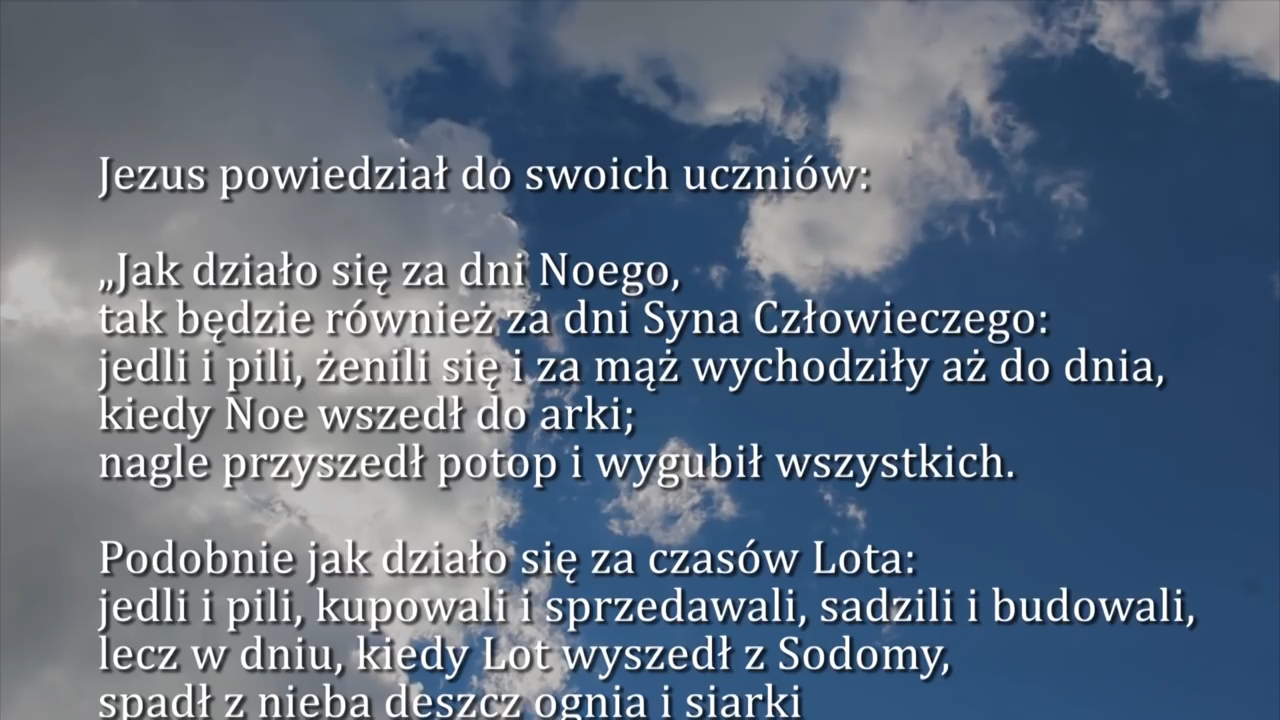 Jezus powiedział do swoich uczniów:
„Jak działo się za dni Noego,
tak będzie również za dni Syna Człowieczego:
jedli i pili, żenili się i za mąż wychodziły aż do dnia,
kiedy Noe wszedł do arki;
nagle przyszedł potop i wygubił wszystkich.
Podobnie jak działo się za czasów Lota:
jedli i pili, kupowali i sprzedawali, sadzili i budowali,
lecz w dniu, kiedy Lot wyszedł z Sodomy,
spadł z nieba deszcz ognia i siarki